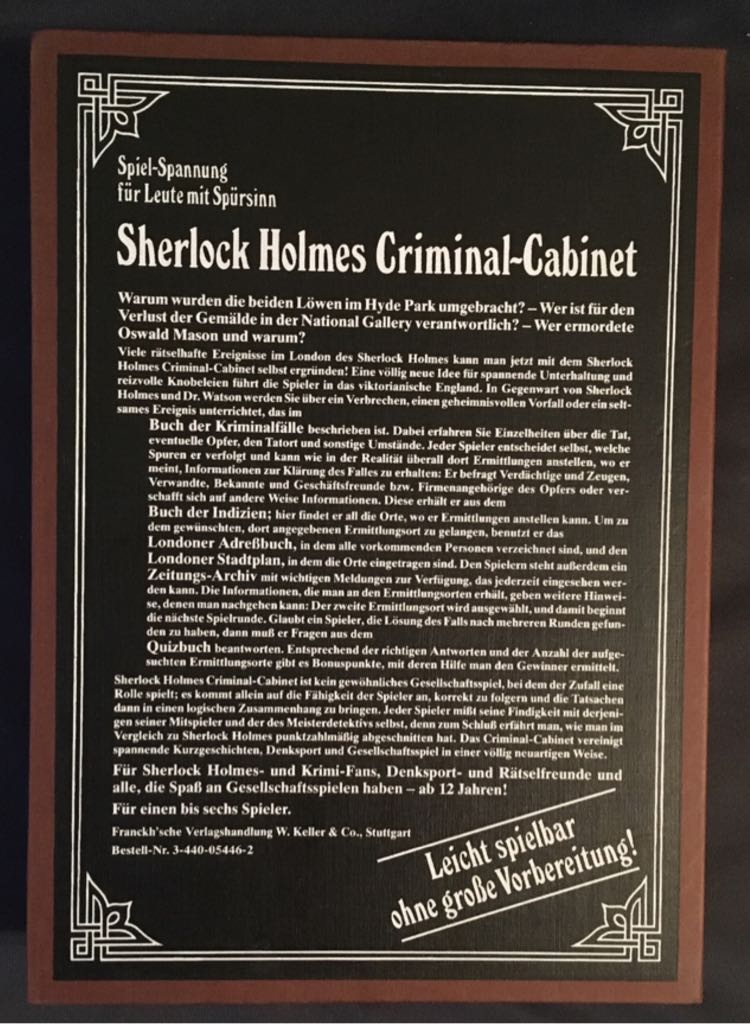 Spiel-Spannung
für Leute mit Spürsinn
Sherlock Holmes Criminal-Cabinet
Warum wurden die beiden Löwen im Hyde Park umgebracht? – Wer ist für den
Verlust der Gemälde in der National Gallery verantwortlich? – Wer ermordete
Oswald Mason und warum?
Viele rätselhafte Ereignisse im London des Sherlock Holmes kann man jetzt mit dem Sherlock
Holmes Criminal-Cabinet selbst ergründen! Eine völlig neue Idee für spannende Unterhaltung und
reizvolle Knobeleien führt die Spieler in das viktorianische England. In Gegenwart von Sherlock
Holmes und Dr. Watson werden Sie über ein Verbrechen, einen geheimnisvollen Vorfall oder ein selt-
sames Ereignis unterrichtet, das im
Buch der Kriminalfälle beschrieben ist. Dabei erfahren Sie Einzelheiten über die Tat,
eventuelle Opfer, den Tatort und sonstige Umstände. Jeder Spieler entscheidet selbst, welche
Spuren er verfolgt und kann wie in der Realität überall dort Ermittlungen anstellen, wo er
meint, Informationen zur Klärung des Falles zu erhalten: Er befragt Verdächtige und Zeugen,
Verwandte, Bekannte und Geschäftsfreunde bzw. Firmenangehörige des Opfers oder ver-
schafft sich auf andere Weise Informationen. Diese erhält er aus dem
Buch der Indizien; hier findet er all die Orte, wo er Ermittlungen anstellen kann. Um zu
dem gewünschten, dort angegebenen Ermittlungsort zu gelangen, benutzt er das
Londoner Adreßbuch, in dem alle vorkommenden Personen verzeichnet sind, und den
Londoner Stadtplan, in dem die Orte eingetragen sind. Den Spielern steht außerdem ein
Zeitungs-Archiv mit wichtigen Meldungen zur Verfügung, das jederzeit eingesehen wer-
den kann. Die Informationen, die man an den Ermittlungsorten erhält, geben weitere Hinwei-
se, denen man nachgehen kann: Der zweite Ermittlungsort wird ausgewählt, und damit beginnt
die nächste Spielrunde. Glaubt ein Spieler, die Lösung des Falls nach mehreren Runden gefun-
den zu haben, dann muß er Fragen aus dem
Quizbuch beantworten. Entsprechend der richtigen Antworten und der Anzahl der aufge-
suchten Ermittlungsorte gibt es Bonuspunkte, mit deren Hilfe man den Gewinner ermittelt.
Sherlock Holmes Criminal-Cabinet ist kein gewöhnliches Gesellschaftsspiel, bei dem der Zufall eine
Rolle spielt; es kommt allein auf die Fähigkeit der Spieler an, korrekt zu folgern und die Tatsachen
dann in einen logischen Zusammenhang zu bringen. Jeder Spieler mißt seine Findigkeit mit derjeni-
gen seiner Mitspieler und der des Meisterdetektivs selbst, denn zum Schluß erfährt man, wie man im
Vergleich zu Sherlock Holmes punktzahlmäßig abgeschnitten hat. Das Criminal-Cabinet vereinigt
spannende Kurzgeschichten, Denksport und Gesellschaftsspiel in einer völlig neuartigen Weise.
Für Sherlock Holmes- und Krimi-Fans, Denksport- und Rätselfreunde und
alle, die Spaß an Gesellschaftsspielen haben – ab 12 Jahren!
Für einen bis sechs Spieler.
Franckh'sche Verlagshandlung W. Keller & Co., Stuttgart
Bestell-Nr. 3-440-05446-2
Leicht spielbar
ohne große Vorbereitung!